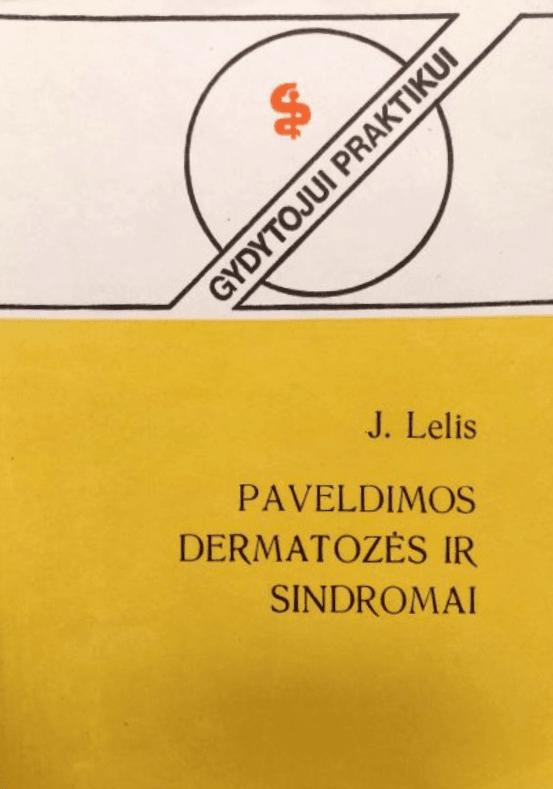 GYDYTOJUI PRAKTIKUI
J. Lelis
PAVELDIMOS
DERMATOZĖS IR
SINDROMAI